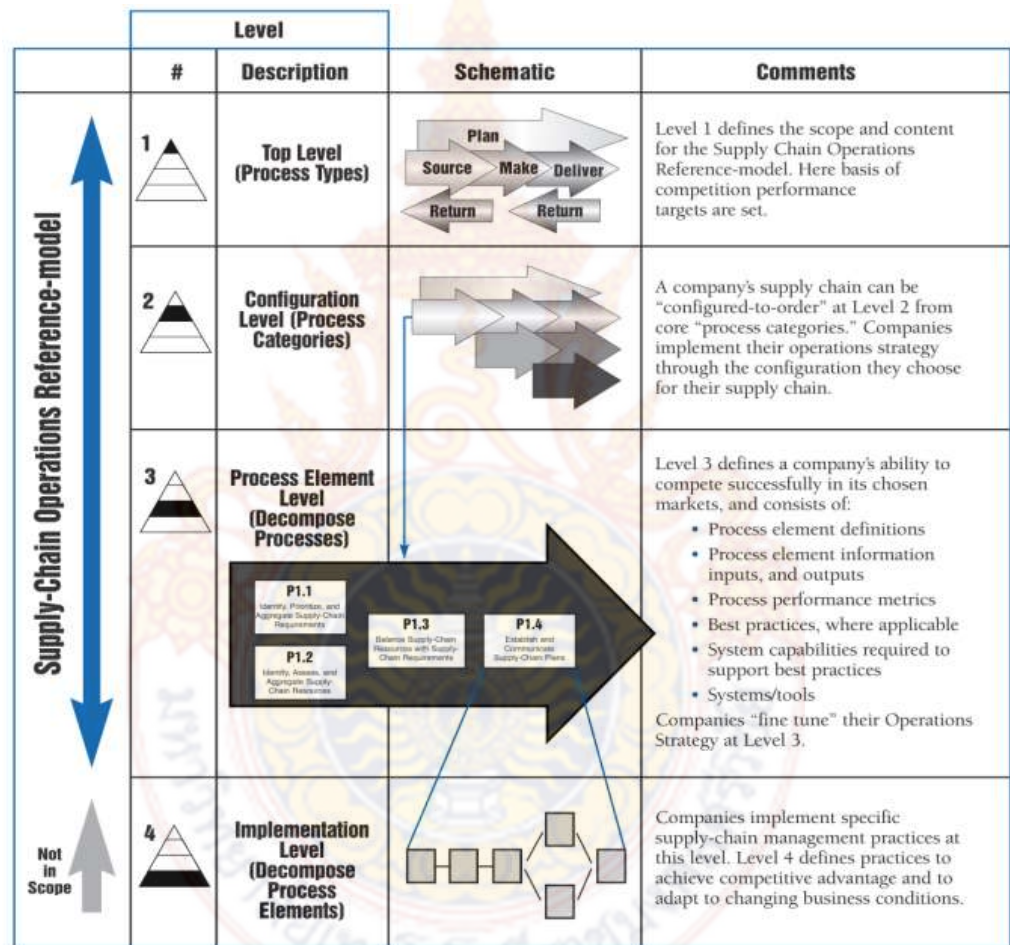 Level
#
Description
Schematic
Comments
Supply-Chain Operations Reference-model
1
Top Level
(Process Types)
Plan
Source
Make
Deliver
Return
Return
Level 1 defines the scope and content
for the Supply Chain Operations
Reference-model. Here basis of
competition performance
targets are set.
2
Configuration
Level (Process
Categories)
A company's supply chain can be
“configured-to-order” at Level 2 from
core “process categories.” Companies
implement their operations strategy
through the configuration they choose
for their supply chain.
3
Process Element
Level
(Decompose
Processes)
P1.1
Identify, Prioritize, and
Aggregate Supply-Chain
Requirements
P1.2
Identify, Assess, and
Aggregate Supply-
Chain Resources
P1.3
Balance Supply-Chain
Resources with Supply-
Chain Requirements
P1.4
Establish and
Communicate
Supply-Chain Plans
Level 3 defines a company's ability to
compete successfully in its chosen
markets, and consists of:
• Process element definitions
• Process element information
inputs, and outputs
• Process performance metrics
• Best practices, where applicable
• System capabilities required to
support best practices
• Systems/tools
Companies “fine tune” their Operations
Strategy at Level 3.
Not
in
Scope
4
Implementation
Level
(Decompose
Process
Elements)
Companies implement specific
supply-chain management practices at
this level. Level 4 defines practices to
achieve competitive advantage and to
adapt to changing business conditions.